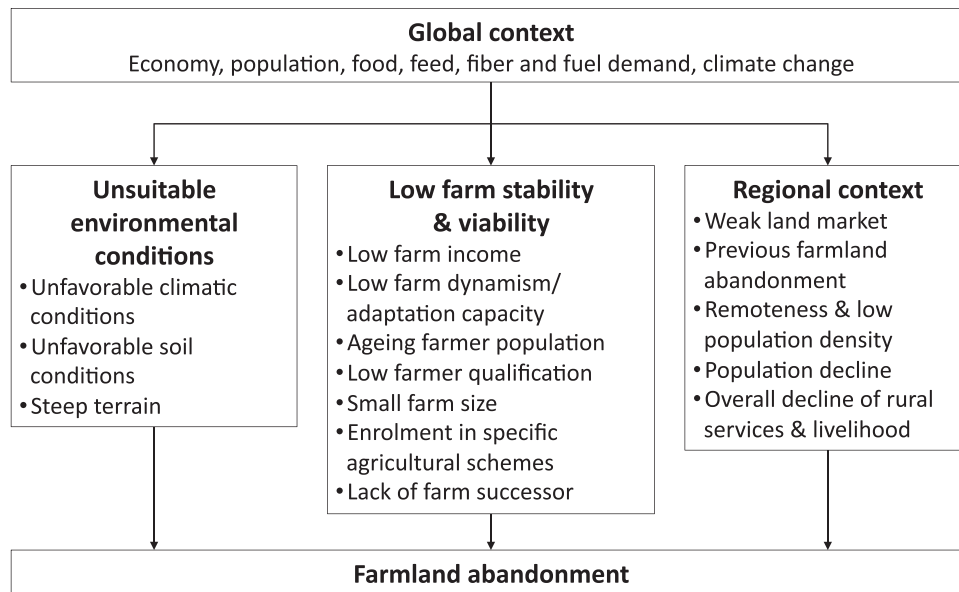 Global context
Economy, population, food, feed, fiber and fuel demand, climate change
Unsuitable
environmental
conditions
•Unfavorable climatic
conditions
•Unfavorable soil
conditions
•Steep terrain
Low farm stability
& viability
•Low farm income
•Low farm dynamism/
adaptation capacity
•Ageing farmer population
•Low farmer qualification
•Small farm size
•Enrolment in specific
agricultural schemes
•Lack of farm successor
Regional context
•Weak land market
•Previous farmland
abandonment
•Remoteness & low
population density
•Population decline
•Overall decline of rural
services & livelihood
Farmland abandonment